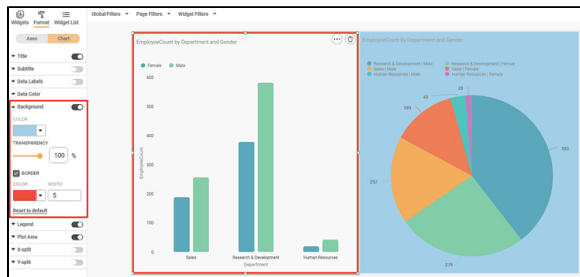 Widgets Format Widget List
Global Filters Page Filters Widget Filters
Axes Chart
Title
Subtitle
Data Labels
Data Color
Background
COLOR
TRANSPARENCY
100 %
BORDER
COLOR WIDTH
5
Reset to default
Legend
Plot Area
X-split
Y-split
EmployeeCount by Department and Gender
Female Male
EmployeeCount
600
500
400
300
200
100
0
Sales Research & Development Human Resources
Department
EmployeeCount by Department and Gender
Research & Development | Male Research & Development | Female
Sales | Male Sales | Female
Human Resources | Male Human Resources | Female
20
43
189
257
379
582